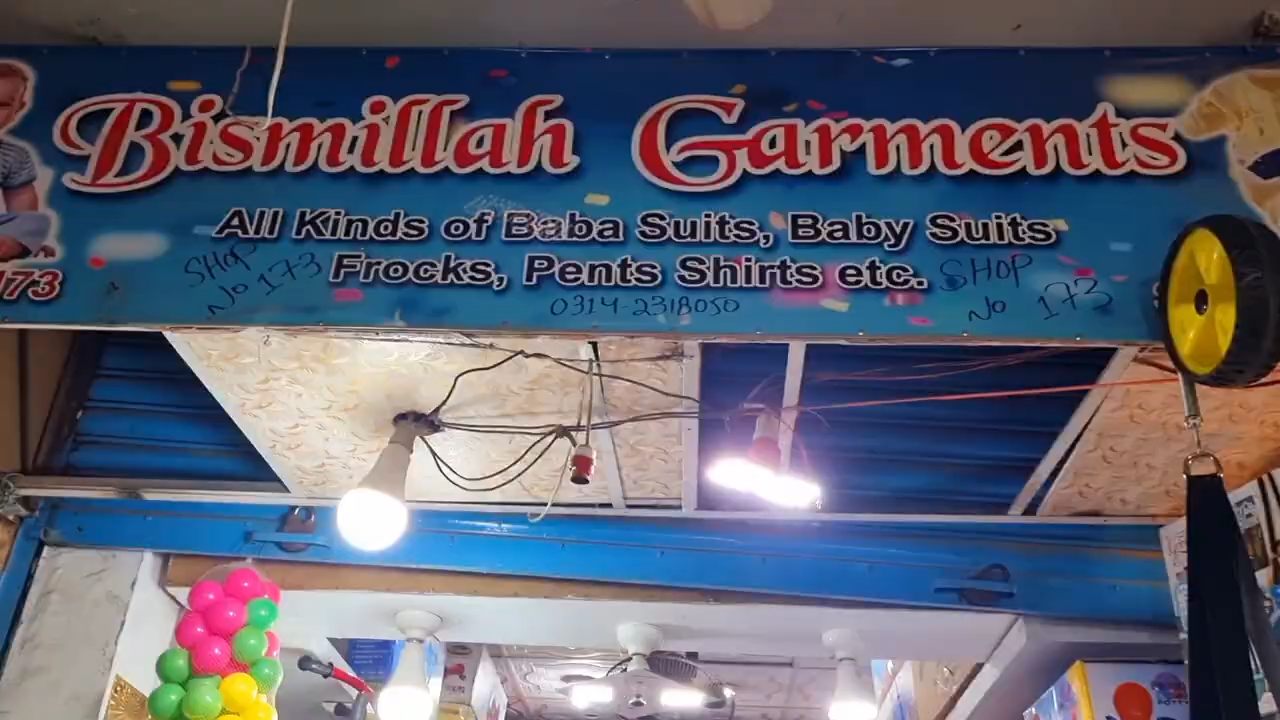 Bismillah Garments
All Kinds of Baba Suits, Baby Suits
Frocks, Pents Shirts etc.
SHOP
No 173
SHOP
No 173
0314-2318050
173